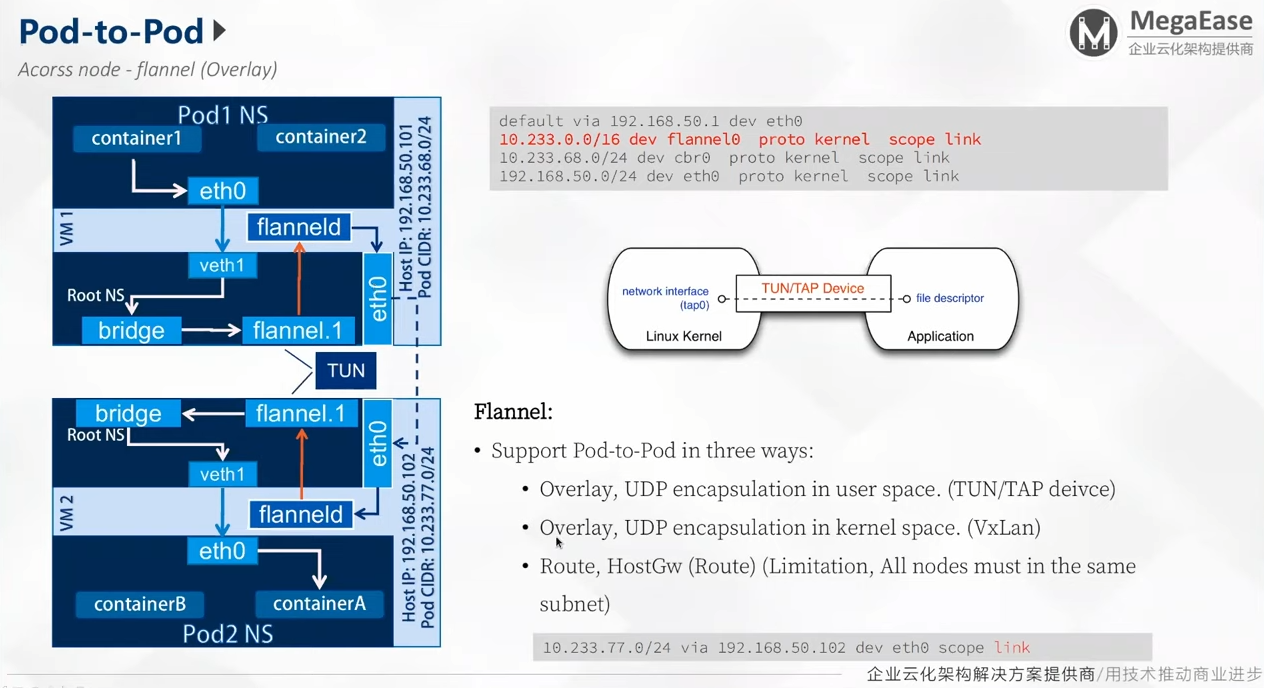 Pod-to-Pod
Acorss node - flannel (Overlay)
MegaEase
企业云化架构提供商
Pod1 NS
container1
container2
eth0
VM 1
flanneld
veth1
Root NS
bridge
flannel.1
eth0
Host IP: 192.168.50.101
Pod CIDR: 10.233.68.0/24
TUN
bridge
flannel.1
Root NS
eth0
veth1
VM 2
flanneld
eth0
containerB
containerA
Pod2 NS
Host IP: 192.168.50.102
Pod CIDR: 10.233.77.0/24
default via 192.168.50.1 dev eth0
10.233.0.0/16 dev flannel0 proto kernel scope link
10.233.68.0/24 dev cbr0 proto kernel scope link
192.168.50.0/24 dev eth0 proto kernel scope link
network interface
(tap0)
TUN/TAP Device
file descriptor
Linux Kernel
Application
Flannel:
• Support Pod-to-Pod in three ways:
• Overlay, UDP encapsulation in user space. (TUN/TAP deivce)
• Overlay, UDP encapsulation in kernel space. (VxLan)
• Route, HostGw (Route) (Limitation, All nodes must in the same
subnet)
10.233.77.0/24 via 192.168.50.102 dev eth0 scope link
企业云化架构解决方案提供商/用技术推动商业进步